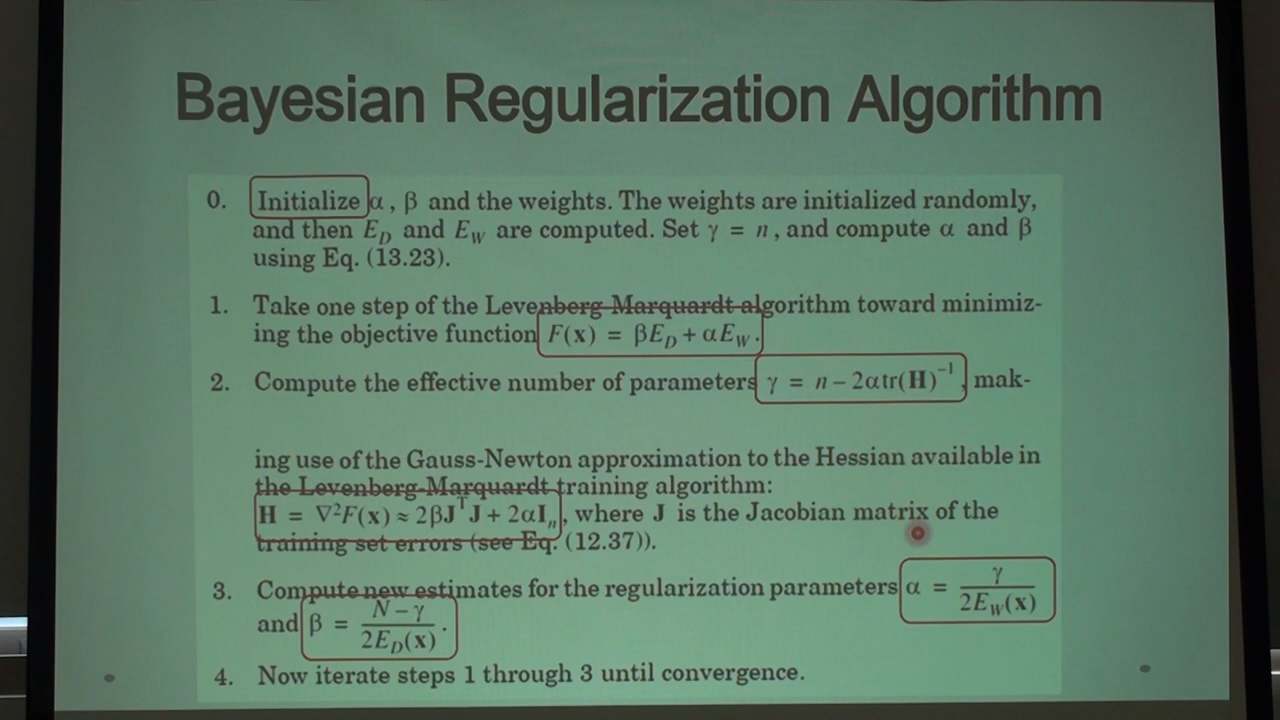 Bayesian Regularization Algorithm
0. Initialize α, β and the weights. The weights are initialized randomly,
and then E_D and E_W are computed. Set γ = n, and compute α and β
using Eq. (13.23).
1. Take one step of the Levenberg-Marquardt algorithm toward minimiz-
ing the objective function F(x) = βE_D + αE_W.
2. Compute the effective number of parameters γ = n − 2αtr(H)⁻¹, mak-
ing use of the Gauss-Newton approximation to the Hessian available in
the Levenberg-Marquardt training algorithm:
H = ∇²F(x) ≈ 2βJᵀJ + 2αI_n, where J is the Jacobian matrix of the
training set errors (see Eq. (12.37)).
3. Compute new estimates for the regularization parameters α = γ / 2E_W(x)
and β = N − γ / 2E_D(x).
4. Now iterate steps 1 through 3 until convergence.